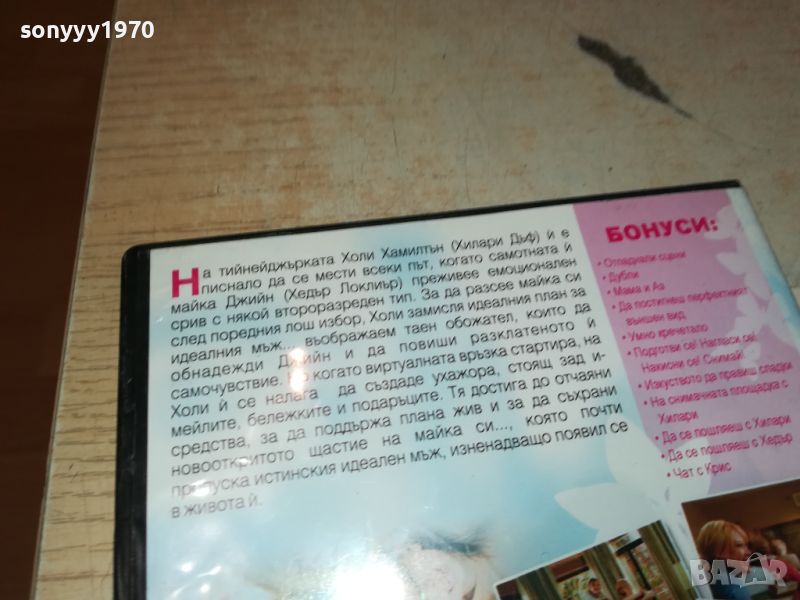 sonyyy1970
На тийнейджърката Холи Хамилтън (Хилари Дъф) й е
писнало да се мести всеки път, когато самотната й
майка Джийн (Хедър Локлиър) преживее емоционален
срив с някой второразреден тип. За да разсее майка си
след поредния лош избор, Холи замисля идеалния план за
идеалния мъж... въображаем таен обожател, който да
обнадежди Джийн и да повиши разклатеното й
самочувствие. Но когато виртуалната връзка стартира, на
Холи й се налага да създаде ухажора, стоящ зад и-
мейлите, бележките и подаръците. Тя достига до отчаяни
средства, за да поддържа плана жив и за да съхрани
новооткритото щастие на майка си..., която почти
пропуска истинския идеален мъж, изненадващо появил се
в живота й.
БОНУСИ:
• Отпаднали сцени
• Дубли
• Мама и Аз
• Да постигнеш перфектният
външен вид
• Умно кречетало
• Подготви се! Нагласи се!
Накипри се! Снимай!
• Изкуството да правиш сладки
• На снимачната площадка с
Хилари
• Да се пошляеш с Хилари
• Да се пошляеш с Хедър
• Чат с Крис
BAZAR